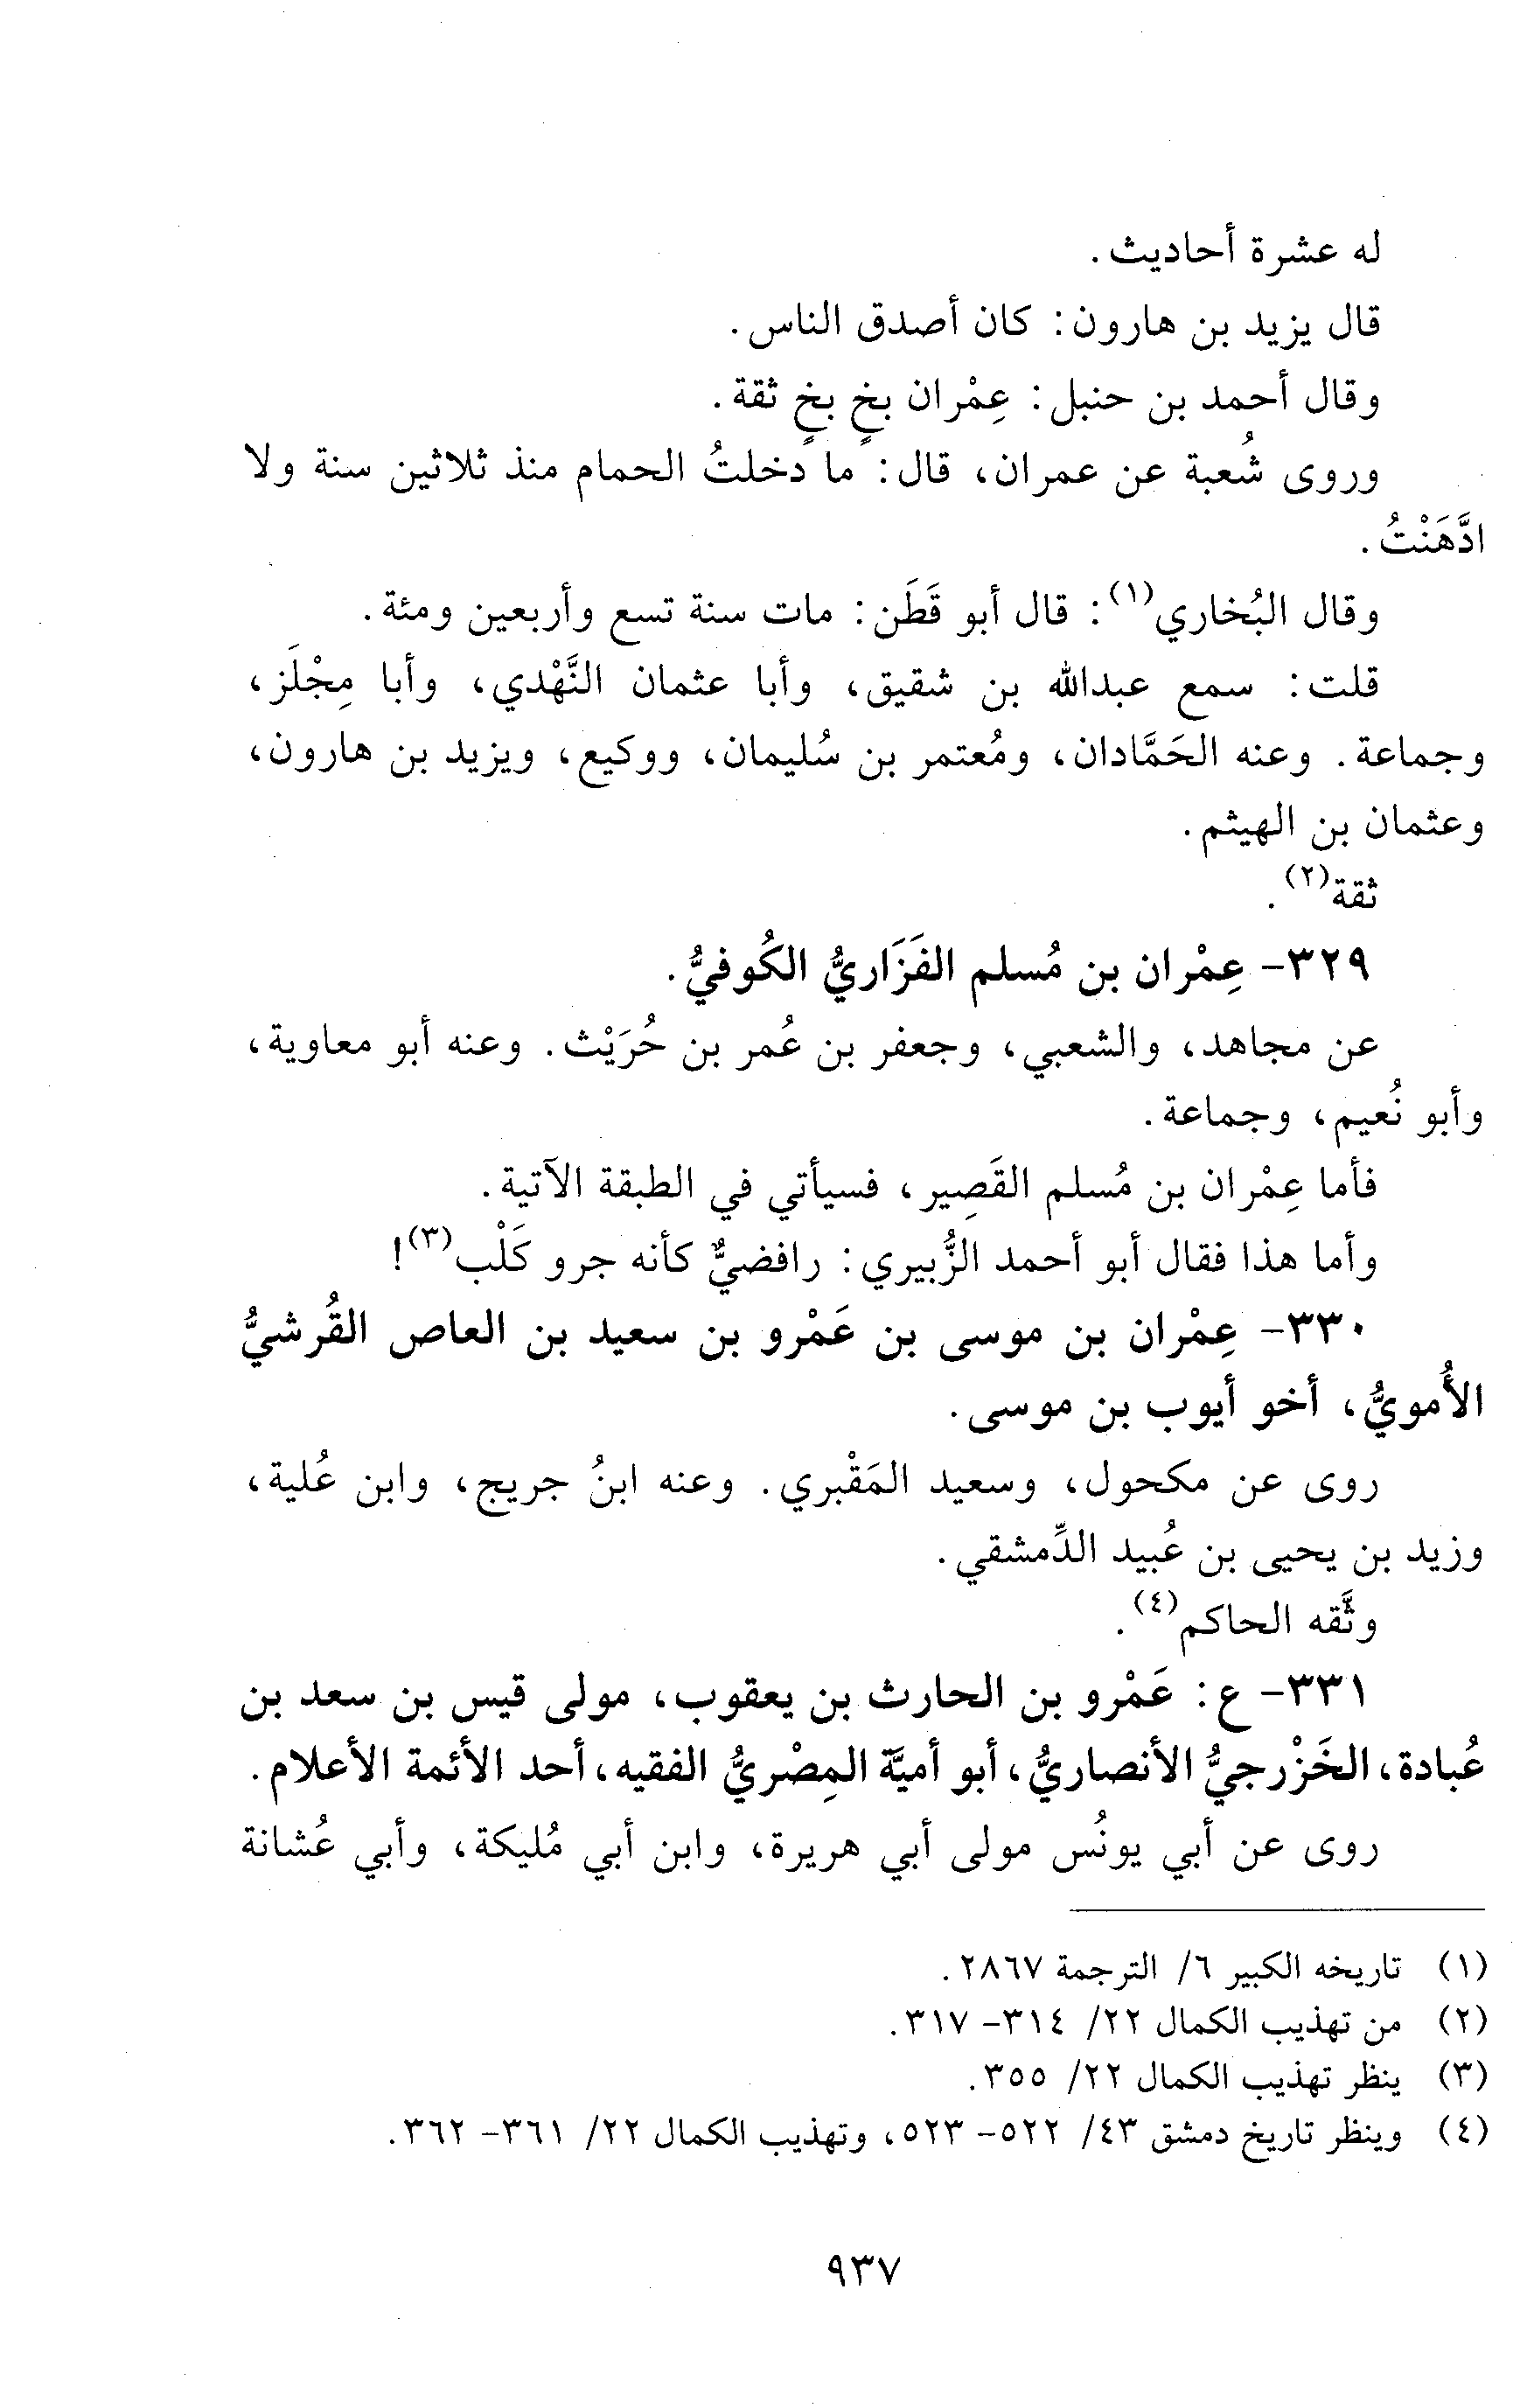 له عشرة أحاديث.
قال يزيد بن هارون: كان أصدق الناس.
وقال أحمد بن حنبل: عِمْران بخٍ بخٍ ثقة.
وروى شُعبة عن عمران، قال: ما دخلتُ الحمام منذ ثلاثين سنة ولا
ادَّهَنْتُ.
وقال البُخاري(١): قال أبو قَطَن: مات سنة تسع وأربعين ومئة.
قلت: سمع عبدالله بن شقيق، وأبا عثمان النَّهْدي، وأبا مِجْلَز،
وجماعة. وعنه الحَمَّادان، ومُعتمر بن سُليمان، ووكيع، ويزيد بن هارون،
وعثمان بن الهيثم.
ثقة(٢).
٣٢٩- عِمْران بن مُسلم الفَزَاريُّ الكُوفيُّ.
عن مجاهد، والشعبي، وجعفر بن عُمر بن حُرَيْث. وعنه أبو معاوية،
وأبو نُعيم، وجماعة.
فأما عِمْران بن مُسلم القَصِير، فسيأتي في الطبقة الآتية.
وأما هذا فقال أبو أحمد الزُّبيري: رافضيٌّ كأنه جرو كَلْب(٣)!
٣٣٠- عِمْران بن موسى بن عَمْرو بن سعيد بن العاص القُرشيُّ
الأُمويُّ، أخو أيوب بن موسى.
روى عن مكحول، وسعيد المَقْبري. وعنه ابنُ جريج، وابن عُلية،
وزيد بن يحيى بن عُبيد الدِّمشقي.
وثَّقه الحاكم(٤).
٣٣١- ع: عَمْرو بن الحارث بن يعقوب، مولى قيس بن سعد بن
عُبادة، الخَزْرجيُّ الأنصاريُّ، أبو أميَّة المِصْريُّ الفقيه، أحد الأئمة الأعلام.
روى عن أبي يونُس مولى أبي هريرة، وابن أبي مُليكة، وأبي عُشانة
(١) تاريخه الكبير ٦/ الترجمة ٢٨٦٧.
(٢) من تهذيب الكمال ٢٢/ ٣١٤- ٣١٧.
(٣) ينظر تهذيب الكمال ٢٢/ ٣٥٥.
(٤) وينظر تاريخ دمشق ٤٣/ ٥٢٢- ٥٢٣، وتهذيب الكمال ٢٢/ ٣٦١- ٣٦٢.
٩٣٧